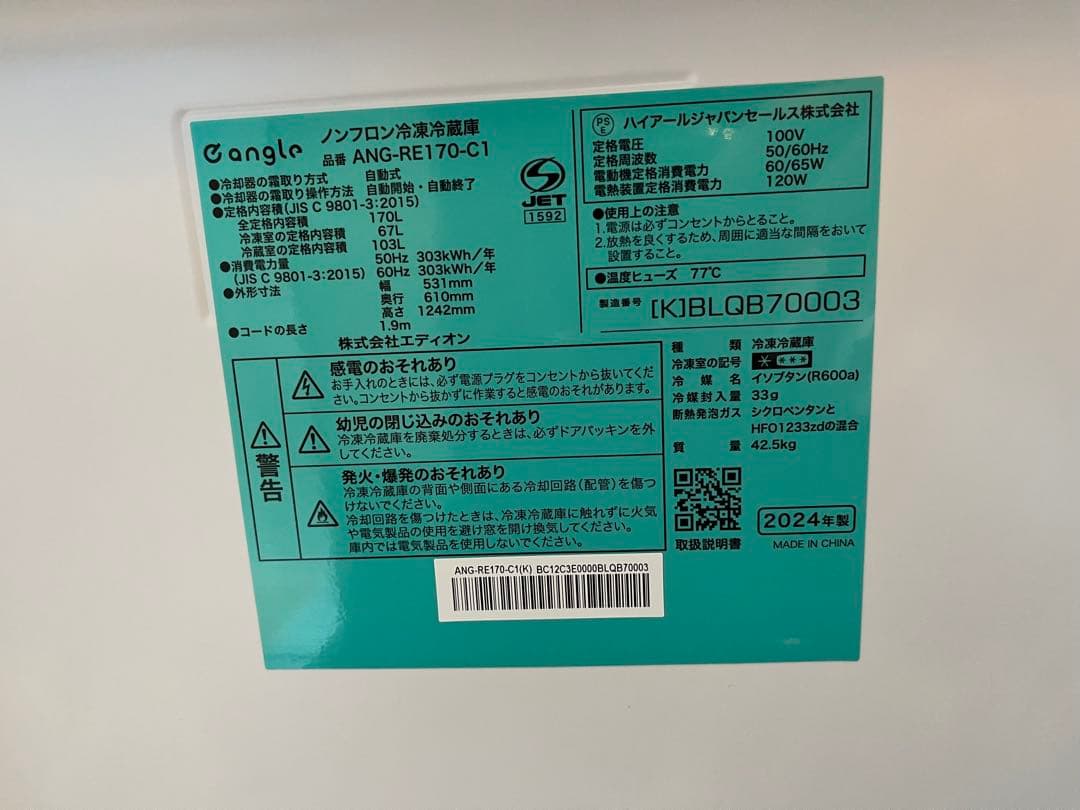 angle
ノンフロン冷凍冷蔵庫
品番 ANG-RE170-C1
●冷却器の霜取り方式 自動式
●冷却器の霜取り操作方法 自動開始・自動終了
●定格内容積(JIS C 9801-3:2015)
全定格内容積 170L
冷凍室の定格内容積 67L
冷蔵室の定格内容積 103L
●消費電力量 50Hz 303kWh/年
(JIS C 9801-3:2015) 60Hz 303kWh/年
●外形寸法 幅 531mm
奥行 610mm
高さ 1242mm
●コードの長さ 1.9m
株式会社エディオン
JET
1592
PS
E
ハイアールジャパンセールス株式会社
定格電圧 100V
定格周波数 50/60Hz
電動機定格消費電力 60/65W
電熱装置定格消費電力 120W
●使用上の注意
1.電源は必ずコンセントからとること。
2.放熱を良くするため、周囲に適当な間隔をおいて
設置すること。
●温度ヒューズ 77℃
製造番号 [K]BLQB70003
種類 冷凍冷蔵庫
冷凍室の記号 * ***
冷媒名 イソブタン(R600a)
冷媒封入量 33g
断熱発泡ガス シクロペンタンと
HFO1233zdの混合
質量 42.5kg
警告
感電のおそれあり
お手入れのときには、必ず電源プラグをコンセントから抜いてくだ
さい。コンセントから抜かずに作業すると感電のおそれがあります。
幼児の閉じ込みのおそれあり
冷凍冷蔵庫を廃棄処分するときは、必ずドアパッキンを外
してください。
発火・爆発のおそれあり
冷凍冷蔵庫の背面や側面にある冷却回路(配管)を傷つ
けないでください。
冷却回路を傷つけたときは、冷凍冷蔵庫に触れずに火気
や電気製品の使用を避け窓を開け換気してください。
庫内では電気製品を使用しないでください。
取扱説明書
2024年製
MADE IN CHINA
ANG-RE170-C1(K) BC12C3E0000BLQB70003